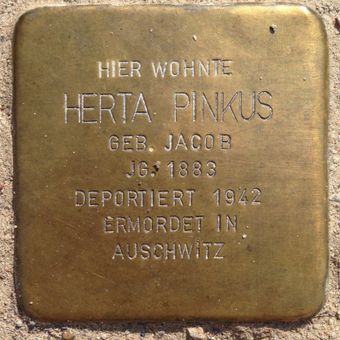 HIER WOHNTE
HERTA PINKUS
GEB. JACOB
JG. 1883
DEPORTIERT 1942
ERMORDET IN
AUSCHWITZ